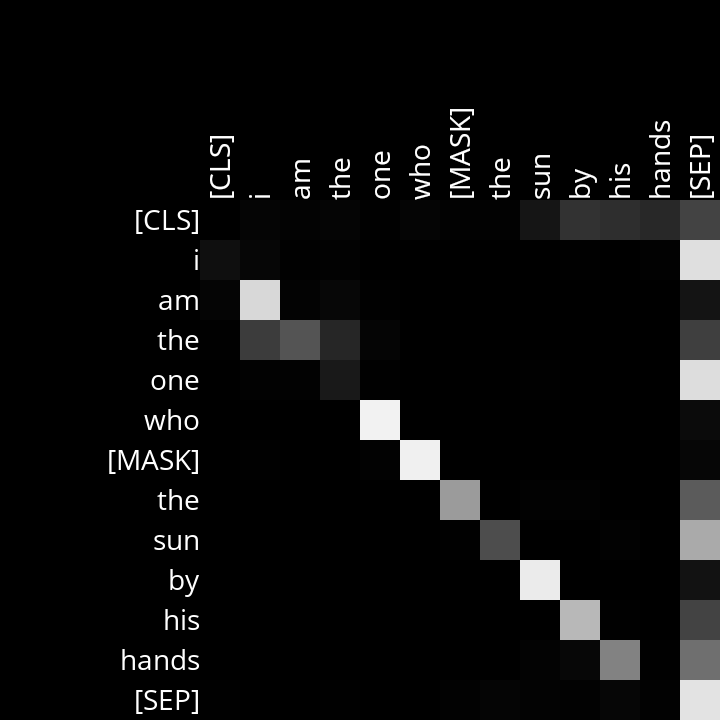 [CLS] i am the one who [MASK] the sun by his hands [SEP]
[CLS]
i
am
the
one
who
[MASK]
the
sun
by
his
hands
[SEP]